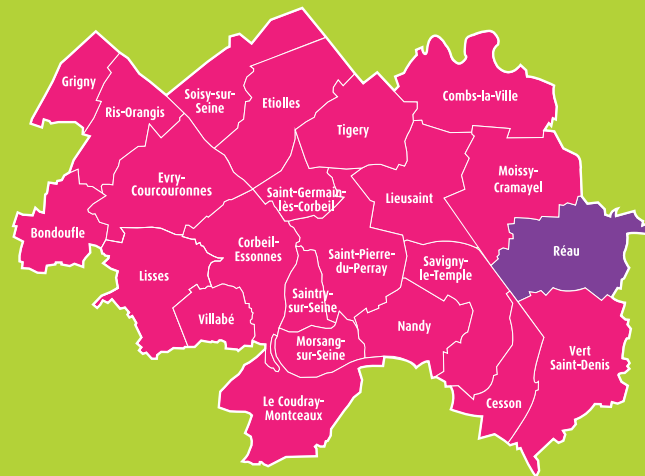 Grigny
Ris-Orangis
Soisy-sur-
Seine
Etiolles
Tigery
Combs-la-Ville
Evry-
Courcouronnes
Saint-Germain-
lès-Corbeil
Lieusaint
Moissy-
Cramayel
Bondoufle
Lisses
Corbeil-
Essonnes
Saint-Pierre-
du-Perray
Savigny-
le-Temple
Réau
Villabé
Saintry-
sur-Seine
Morsang-
sur-Seine
Nandy
Vert
Saint-Denis
Le Coudray-
Montceaux
Cesson